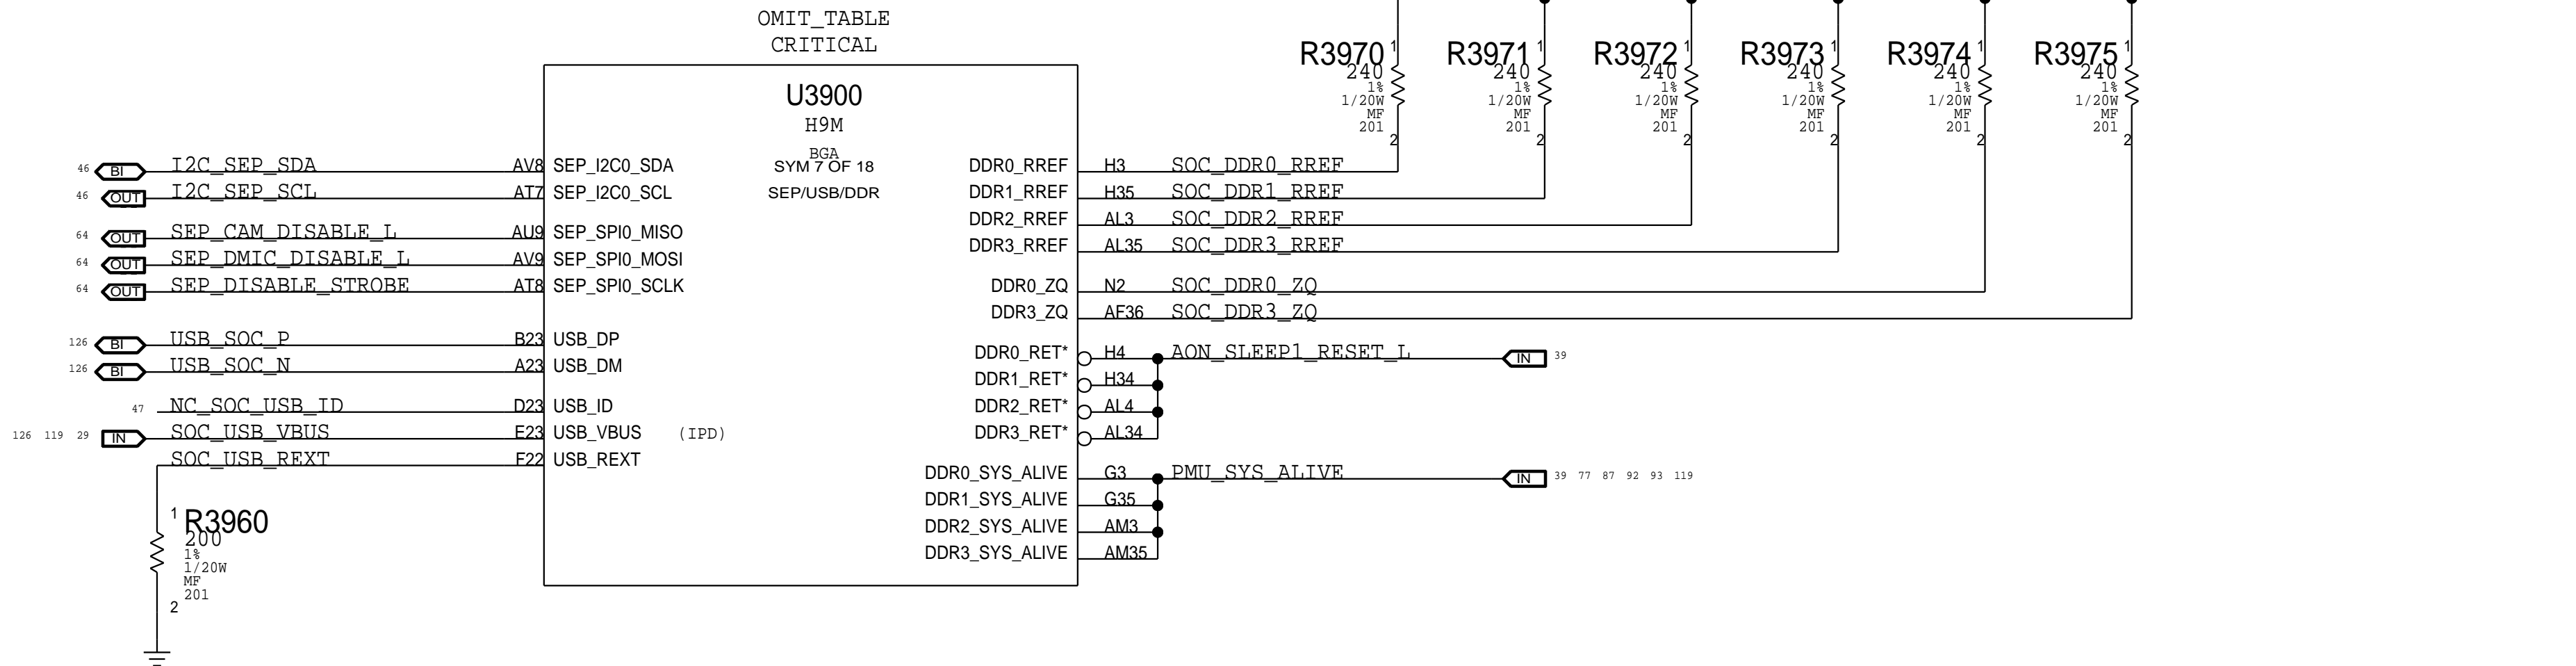 OMIT_TABLE
CRITICAL
U3900
H9M
BGA
SYM 7 OF 18
SEP/USB/DDR
46 BI I2C_SEP_SDA AV8 SEP_I2C0_SDA
46 OUT I2C_SEP_SCL AT7 SEP_I2C0_SCL
64 OUT SEP_CAM_DISABLE_L AU9 SEP_SPI0_MISO
64 OUT SEP_DMIC_DISABLE_L AV9 SEP_SPI0_MOSI
64 OUT SEP_DISABLE_STROBE AT8 SEP_SPI0_SCLK
126 BI USB_SOC_P B23 USB_DP
126 BI USB_SOC_N A23 USB_DM
47 NC_SOC_USB_ID D23 USB_ID
126 119 29 IN SOC_USB_VBUS E23 USB_VBUS (IPD)
SOC_USB_REXT F22 USB_REXT
1
R3960
200
1%
1/20W
MF
201
2
DDR0_RREF H3 SOC_DDR0_RREF
DDR1_RREF H35 SOC_DDR1_RREF
DDR2_RREF AL3 SOC_DDR2_RREF
DDR3_RREF AL35 SOC_DDR3_RREF
DDR0_ZQ N2 SOC_DDR0_ZQ
DDR3_ZQ AF36 SOC_DDR3_ZQ
DDR0_RET* H4 AON_SLEEP1_RESET_L IN 39
DDR1_RET* H34
DDR2_RET* AL4
DDR3_RET* AL34
DDR0_SYS_ALIVE G3 PMU_SYS_ALIVE IN 39 77 87 92 93 119
DDR1_SYS_ALIVE G35
DDR2_SYS_ALIVE AM3
DDR3_SYS_ALIVE AM35
R3970 1
240
1%
1/20W
MF
201
2
R3971 1
240
1%
1/20W
MF
201
2
R3972 1
240
1%
1/20W
MF
201
2
R3973 1
240
1%
1/20W
MF
201
2
R3974 1
240
1%
1/20W
MF
201
2
R3975 1
240
1%
1/20W
MF
201
2